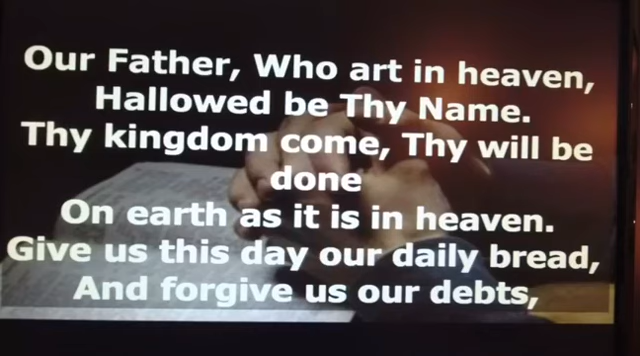 Our Father, Who art in heaven,
Hallowed be Thy Name.
Thy kingdom come, Thy will be
done
On earth as it is in heaven.
Give us this day our daily bread,
And forgive us our debts,